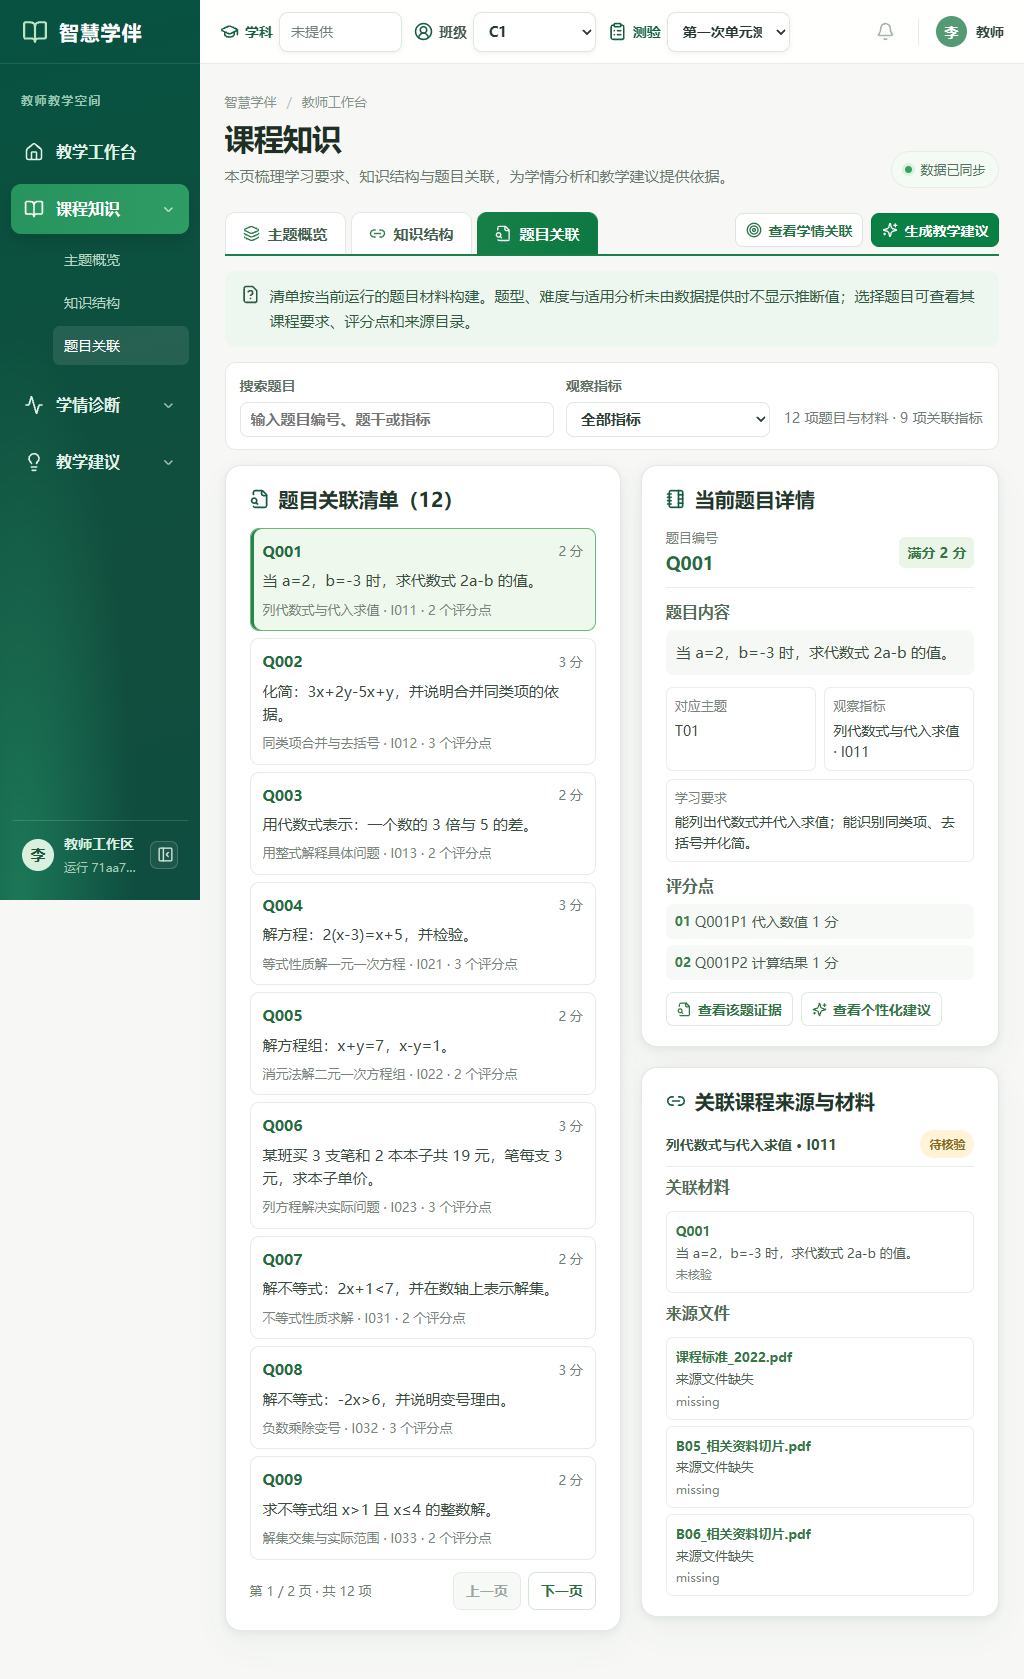 智慧学伴
学科 未提供 班级 C1 测验 第一次单元测
李 教师
教师教学空间
教学工作台
课程知识
主题概览
知识结构
题目关联
学情诊断
教学建议
李 教师工作区
运行 71aa7...
智慧学伴 / 教师工作台
课程知识
本页梳理学习要求、知识结构与题目关联，为学情分析和教学建议提供依据。
数据已同步
主题概览 知识结构 题目关联 查看学情关联 生成教学建议
清单按当前运行的题目材料构建。题型、难度与适用分析未由数据提供时不显示推断值；选择题目可查看其
课程要求、评分点和来源目录。
搜索题目 观察指标
输入题目编号、题干或指标 全部指标 12 项题目与材料 · 9 项关联指标
题目关联清单（12）
Q001 2 分
当 a=2，b=-3 时，求代数式 2a-b 的值。
列代数式与代入求值 · I011 · 2 个评分点
Q002 3 分
化简：3x+2y-5x+y，并说明合并同类项的依
据。
同类项合并与去括号 · I012 · 3 个评分点
Q003 2 分
用代数式表示：一个数的 3 倍与 5 的差。
用整式解释具体问题 · I013 · 2 个评分点
Q004 3 分
解方程：2(x-3)=x+5，并检验。
等式性质解一元一次方程 · I021 · 3 个评分点
Q005 2 分
解方程组：x+y=7，x-y=1。
消元法解二元一次方程组 · I022 · 2 个评分点
Q006 3 分
某班买 3 支笔和 2 本本子共 19 元，笔每支 3
元，求本子单价。
列方程解决实际问题 · I023 · 3 个评分点
Q007 2 分
解不等式：2x+1<7，并在数轴上表示解集。
不等式性质求解 · I031 · 2 个评分点
Q008 3 分
解不等式：-2x>6，并说明变号理由。
负数乘除变号 · I032 · 3 个评分点
Q009 2 分
求不等式组 x>1 且 x≤4 的整数解。
解集交集与实际范围 · I033 · 2 个评分点
第 1 / 2 页 · 共 12 项 上一页 下一页
当前题目详情
题目编号
Q001 满分 2 分
题目内容
当 a=2，b=-3 时，求代数式 2a-b 的值。
对应主题
T01
观察指标
列代数式与代入求值
· I011
学习要求
能列出代数式并代入求值；能识别同类项、去
括号并化简。
评分点
01 Q001P1 代入数值 1 分
02 Q001P2 计算结果 1 分
查看该题证据 查看个性化建议
关联课程来源与材料
列代数式与代入求值 • I011 待核验
关联材料
Q001
当 a=2，b=-3 时，求代数式 2a-b 的值。
未核验
来源文件
课程标准_2022.pdf
来源文件缺失
missing
B05_相关资料切片.pdf
来源文件缺失
missing
B06_相关资料切片.pdf
来源文件缺失
missing